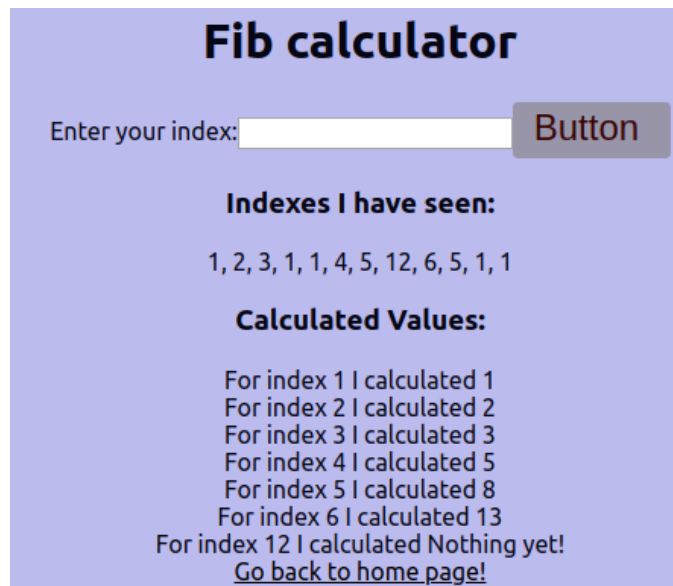 Fib calculator
Enter your index: Button
Indexes I have seen:
1, 2, 3, 1, 1, 4, 5, 12, 6, 5, 1, 1
Calculated Values:
For index 1 I calculated 1
For index 2 I calculated 2
For index 3 I calculated 3
For index 4 I calculated 5
For index 5 I calculated 8
For index 6 I calculated 13
For index 12 I calculated Nothing yet!
Go back to home page!